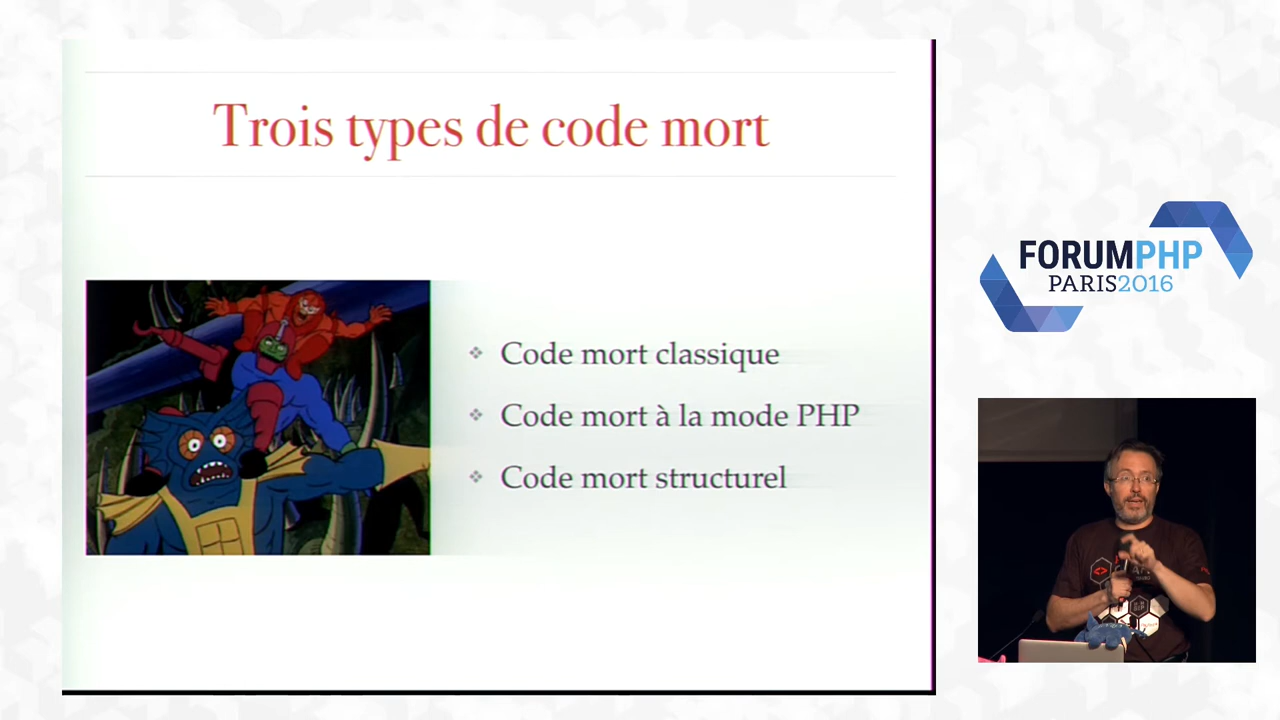 Trois types de code mort
Code mort classique
Code mort à la mode PHP
Code mort structurel
FORUMPHP
PARIS2016